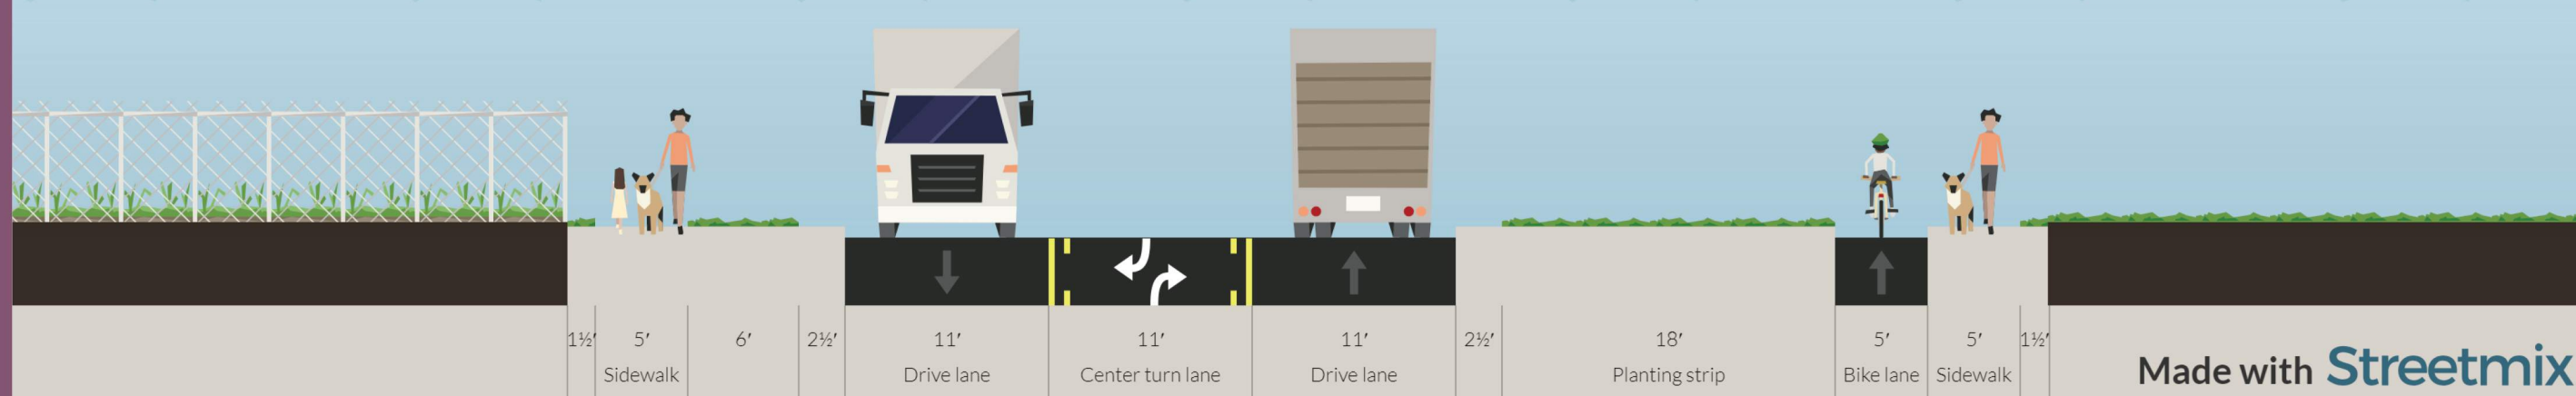 1½' 5' 6' 2½' 11' 11' 11' 2½' 18' 5' 5' 1½'
Sidewalk Drive lane Center turn lane Drive lane Planting strip Bike lane Sidewalk
Made with Streetmix